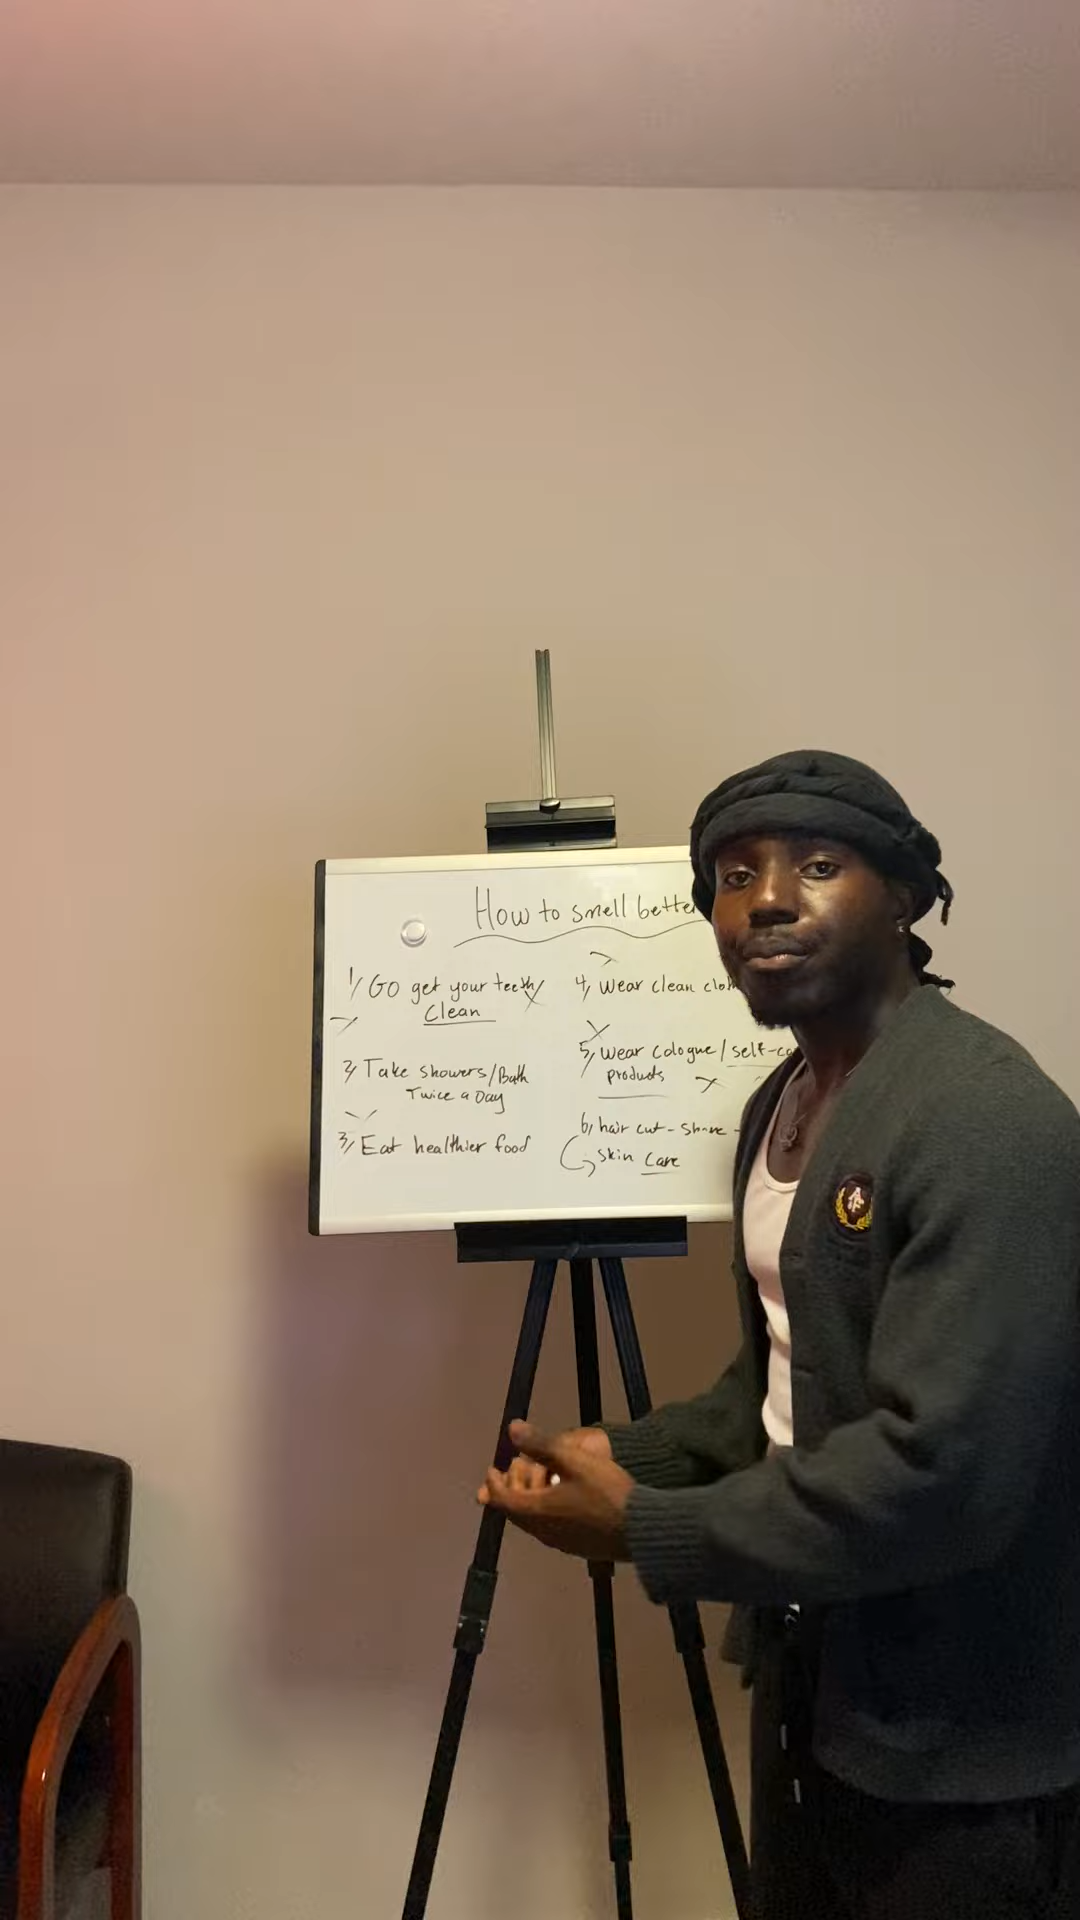 How to smell better
1/ Go get your teeth
Clean
2/ Take showers/Bath
Twice a Day
3/ Eat healthier food
4/ Wear clean
5/ Wear Cologne/self-
products
6/ hair cut-shave-
skin care